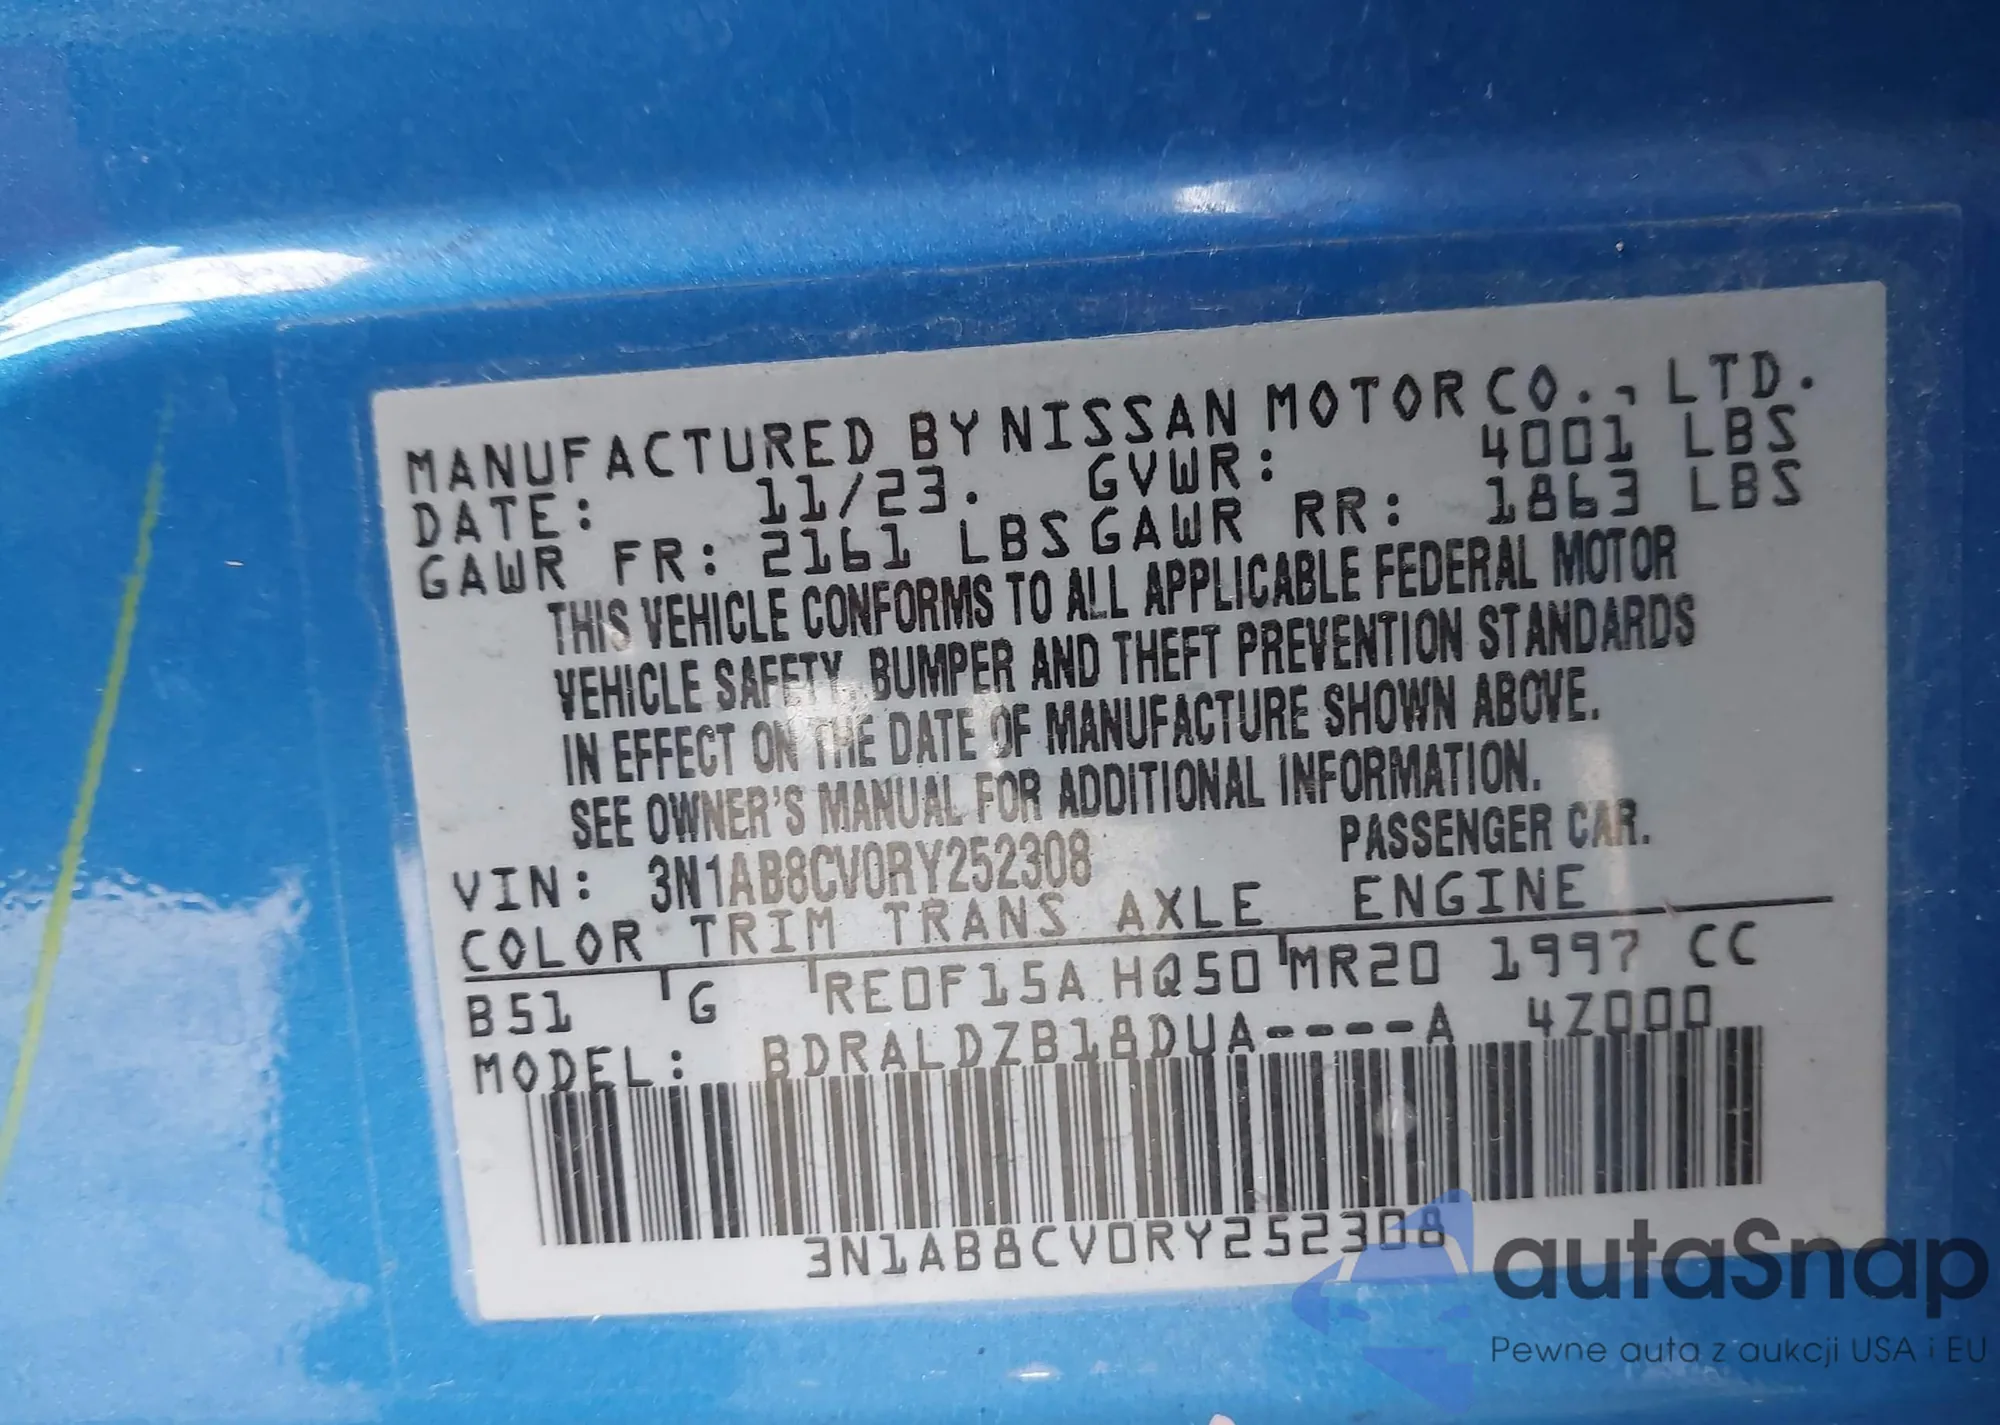 MANUFACTURED BY NISSAN MOTOR CO., LTD.
DATE: 11/23. GVWR: 4001 LBS
GAWR FR: 2161 LBS GAWR RR: 1863 LBS
THIS VEHICLE CONFORMS TO ALL APPLICABLE FEDERAL MOTOR
VEHICLE SAFETY, BUMPER AND THEFT PREVENTION STANDARDS
IN EFFECT ON THE DATE OF MANUFACTURE SHOWN ABOVE.
SEE OWNER'S MANUAL FOR ADDITIONAL INFORMATION.
VIN: 3N1AB8CV0RY252308 PASSENGER CAR.
COLOR TRIM TRANS AXLE ENGINE
B51 G RE0F15A HQ50 MR20 1997 CC
MODEL: BDRALDZB18DUA----A 4Z000
3N1AB8CV0RY252308
autaSnap
Pewne auta z aukcji USA i EU